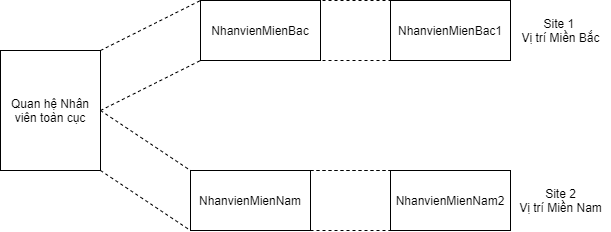 Quan hệ Nhân
viên toàn cục
NhanvienMienBac
NhanvienMienBac1
Site 1
Vị trí Miền Bắc
NhanvienMienNam
NhanvienMienNam2
Site 2
Vị trí Miền Nam